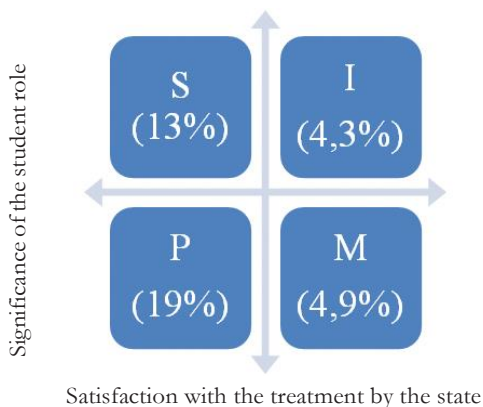 Significance of the student role
S
(13%)
I
(4,3%)
P
(19%)
M
(4,9%)
Satisfaction with the treatment by the state